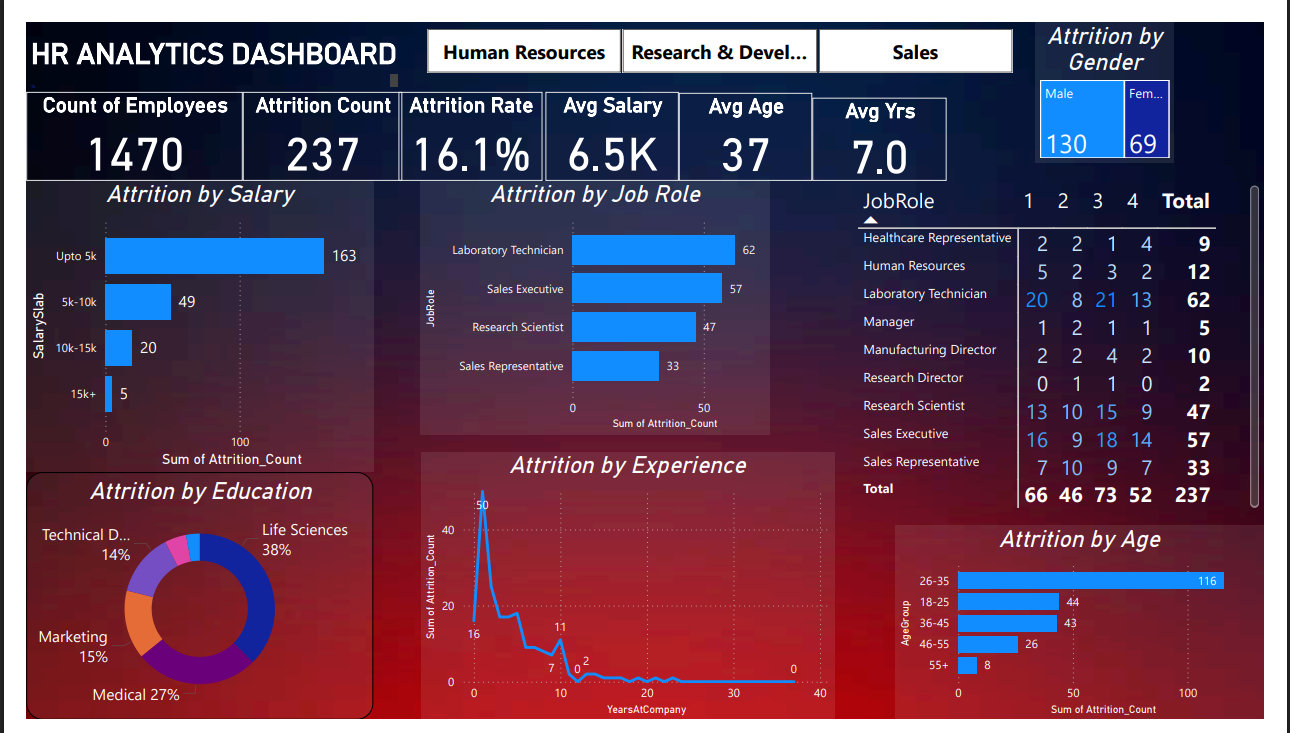 HR ANALYTICS DASHBOARD
Human Resources
Research & Devel...
Sales
Attrition by
Gender
Male
Fem...
130
69
Count of Employees
1470
Attrition Count
237
Attrition Rate
16.1%
Avg Salary
6.5K
Avg Age
37
Avg Yrs
7.0
Attrition by Salary
SalarySlab
Upto 5k 163
5k-10k 49
10k-15k 20
15k+ 5
0 100
Sum of Attrition_Count
Attrition by Job Role
JobRole
Laboratory Technician 62
Sales Executive 57
Research Scientist 47
Sales Representative 33
0 50
Sum of Attrition_Count
JobRole 1 2 3 4 Total
Healthcare Representative 2 2 1 4 9
Human Resources 5 2 3 2 12
Laboratory Technician 20 8 21 13 62
Manager 1 2 1 1 5
Manufacturing Director 2 2 4 2 10
Research Director 0 1 1 0 2
Research Scientist 13 10 15 9 47
Sales Executive 16 9 18 14 57
Sales Representative 7 10 9 7 33
Total 66 46 73 52 237
Attrition by Education
Life Sciences
38%
Technical D...
14%
Marketing
15%
Medical 27%
Attrition by Experience
Sum of Attrition_Count
40
20
0
50
16
11
7
0
2
0
0 10 20 30 40
YearsAtCompany
Attrition by Age
AgeGroup
26-35 116
18-25 44
36-45 43
46-55 26
55+ 8
0 50 100
Sum of Attrition_Count